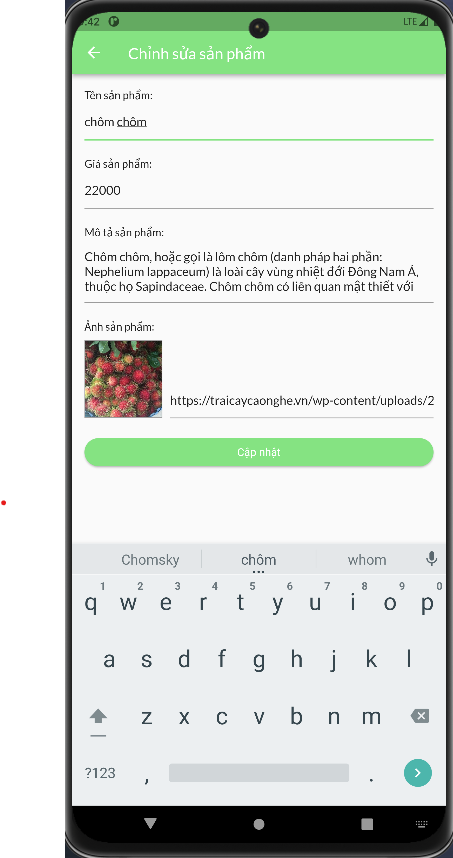 :42 LTE
Chỉnh sửa sản phẩm
Tên sản phẩm:
chôm chôm
Giá sản phẩm:
22000
Mô tả sản phẩm:
Chôm chôm, hoặc gọi là lôm chôm (danh pháp hai phần:
Nephelium lappaceum) là loài cây vùng nhiệt đới Đông Nam Á,
thuộc họ Sapindaceae. Chôm chôm có liên quan mật thiết với
Ảnh sản phẩm:
https://traicaycaonghe.vn/wp-content/uploads/2
Cập nhật
Chomsky chôm whom
1 2 3 4 5 6 7 8 9 0
q w e r t y u i o p
a s d f g h j k l
z x c v b n m
?123 , .